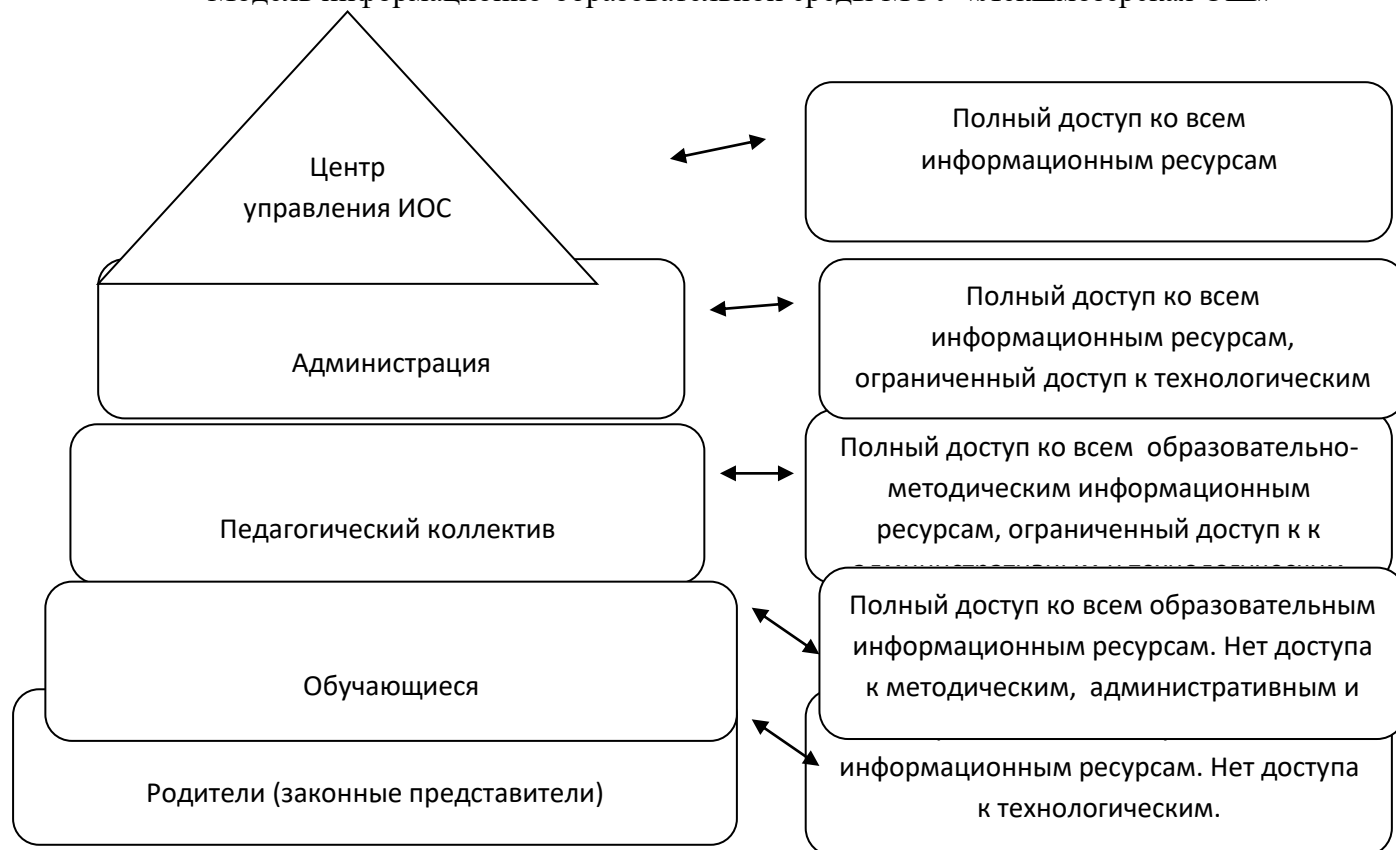 Центр
управления ИОС
Полный доступ ко всем
информационным ресурсам
Администрация
Полный доступ ко всем
информационным ресурсам,
ограниченный доступ к технологическим
Педагогический коллектив
Полный доступ ко всем образовательно-
методическим информационным
ресурсам, ограниченный доступ к к
Обучающиеся
Полный доступ ко всем образовательным
информационным ресурсам. Нет доступа
к методическим, административным и
Родители (законные представители)
информационным ресурсам. Нет доступа
к технологическим.